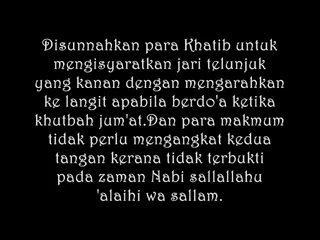 Disunnahkan para Khatib untuk
mengisyaratkan jari telunjuk
yang kanan dengan mengarahkan
ke langit apabila berdo'a ketika
khutbah jum'at.Dan para makmum
tidak perlu mengangkat kedua
tangan kerana tidak terbukti
pada zaman Nabi sallallahu
'alaihi wa sallam.